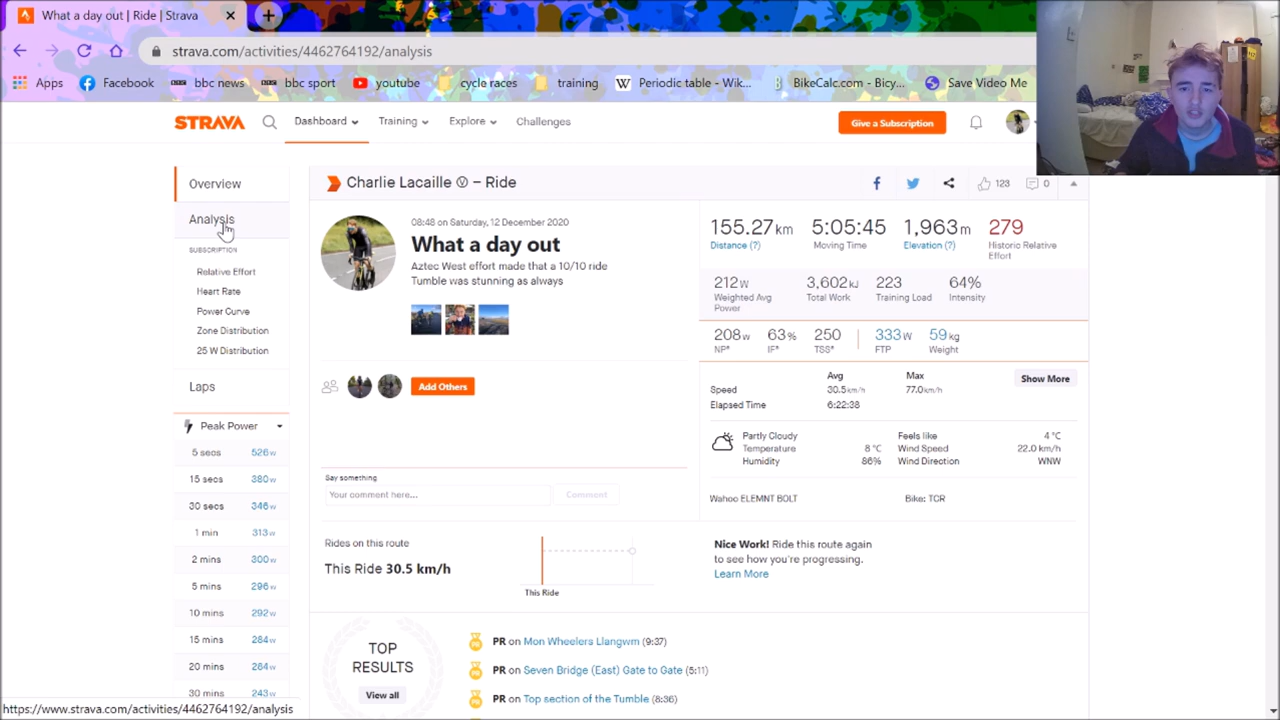 What a day out | Ride | Strava
strava.com/activities/4462764192/analysis
Apps Facebook BBC bbc news BBC bbc sport youtube cycle races training W Periodic table - Wik... BikeCalc.com - Bicy... Save Video Me
STRAVA Dashboard Training Explore Challenges Give a Subscription
Overview
Analysis
SUBSCRIPTION
Relative Effort
Heart Rate
Power Curve
Zone Distribution
25 W Distribution
Laps
Peak Power
5 secs 526w
15 secs 380w
30 secs 346w
1 min 313w
2 mins 300w
5 mins 296w
10 mins 292w
15 mins 284w
20 mins 264w
30 mins 243w
Charlie Lacaille – Ride
123 0
08:48 on Saturday, 12 December 2020
What a day out
Aztec West effort made that a 10/10 ride
Tumble was stunning as always
Add Others
Say something
Your comment here...
Comment
155.27km 5:05:45 1,963m 279
Distance (?) Moving Time Elevation (?) Historic Relative Effort
212w 3,602kJ 223 64%
Weighted Avg Power Total Work Training Load Intensity
208w 63% 250 333w 59kg
NP* IF* TSS* FTP Weight
Avg Max Show More
Speed 30.5km/h 77.0km/h
Elapsed Time 6:22:38
Partly Cloudy Feels like 4 ℃
Temperature 8 ℃ Wind Speed 22.0 km/h
Humidity 86% Wind Direction WNW
Wahoo ELEMNT BOLT Bike: TCR
Rides on this route
This Ride 30.5 km/h
This Ride
Nice Work! Ride this route again
to see how you're progressing.
Learn More
TOP
RESULTS
View all
PR on Mon Wheelers Llangwm (9:37)
PR on Seven Bridge (East) Gate to Gate (5:11)
PR on Top section of the Tumble (8:36)
https://www.strava.com/activities/4462764192/analysis